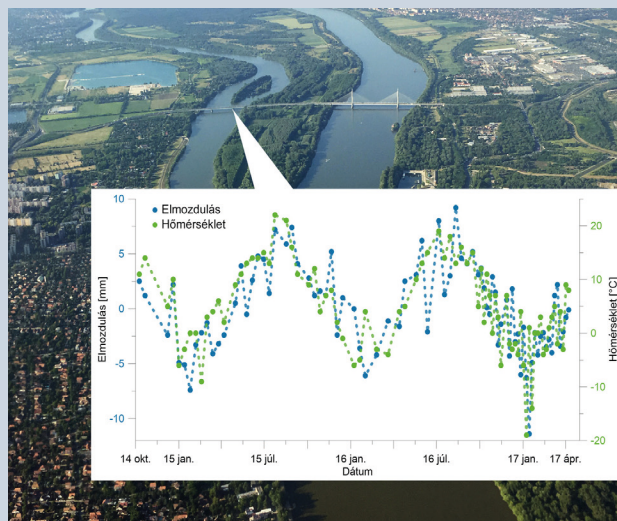 Elmozdulás
Hőmérséklet
Elmozdulás [mm]
10
5
0
-5
-10
Hőmérséklet [°C]
20
10
0
-10
-20
14 okt.
15 jan.
15 júl.
16 jan.
16 júl.
17 jan.
17 ápr.
Dátum